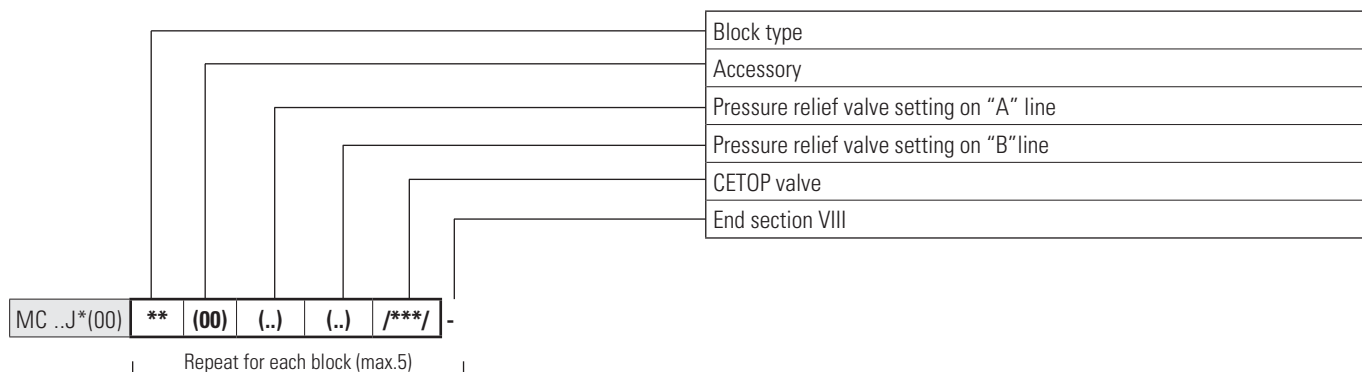 Block type
Accessory
Pressure relief valve setting on “A” line
Pressure relief valve setting on “B”line
CETOP valve
End section VIII
MC ..J*(00) ** (00) (..) (..) /***/ -
Repeat for each block (max.5)